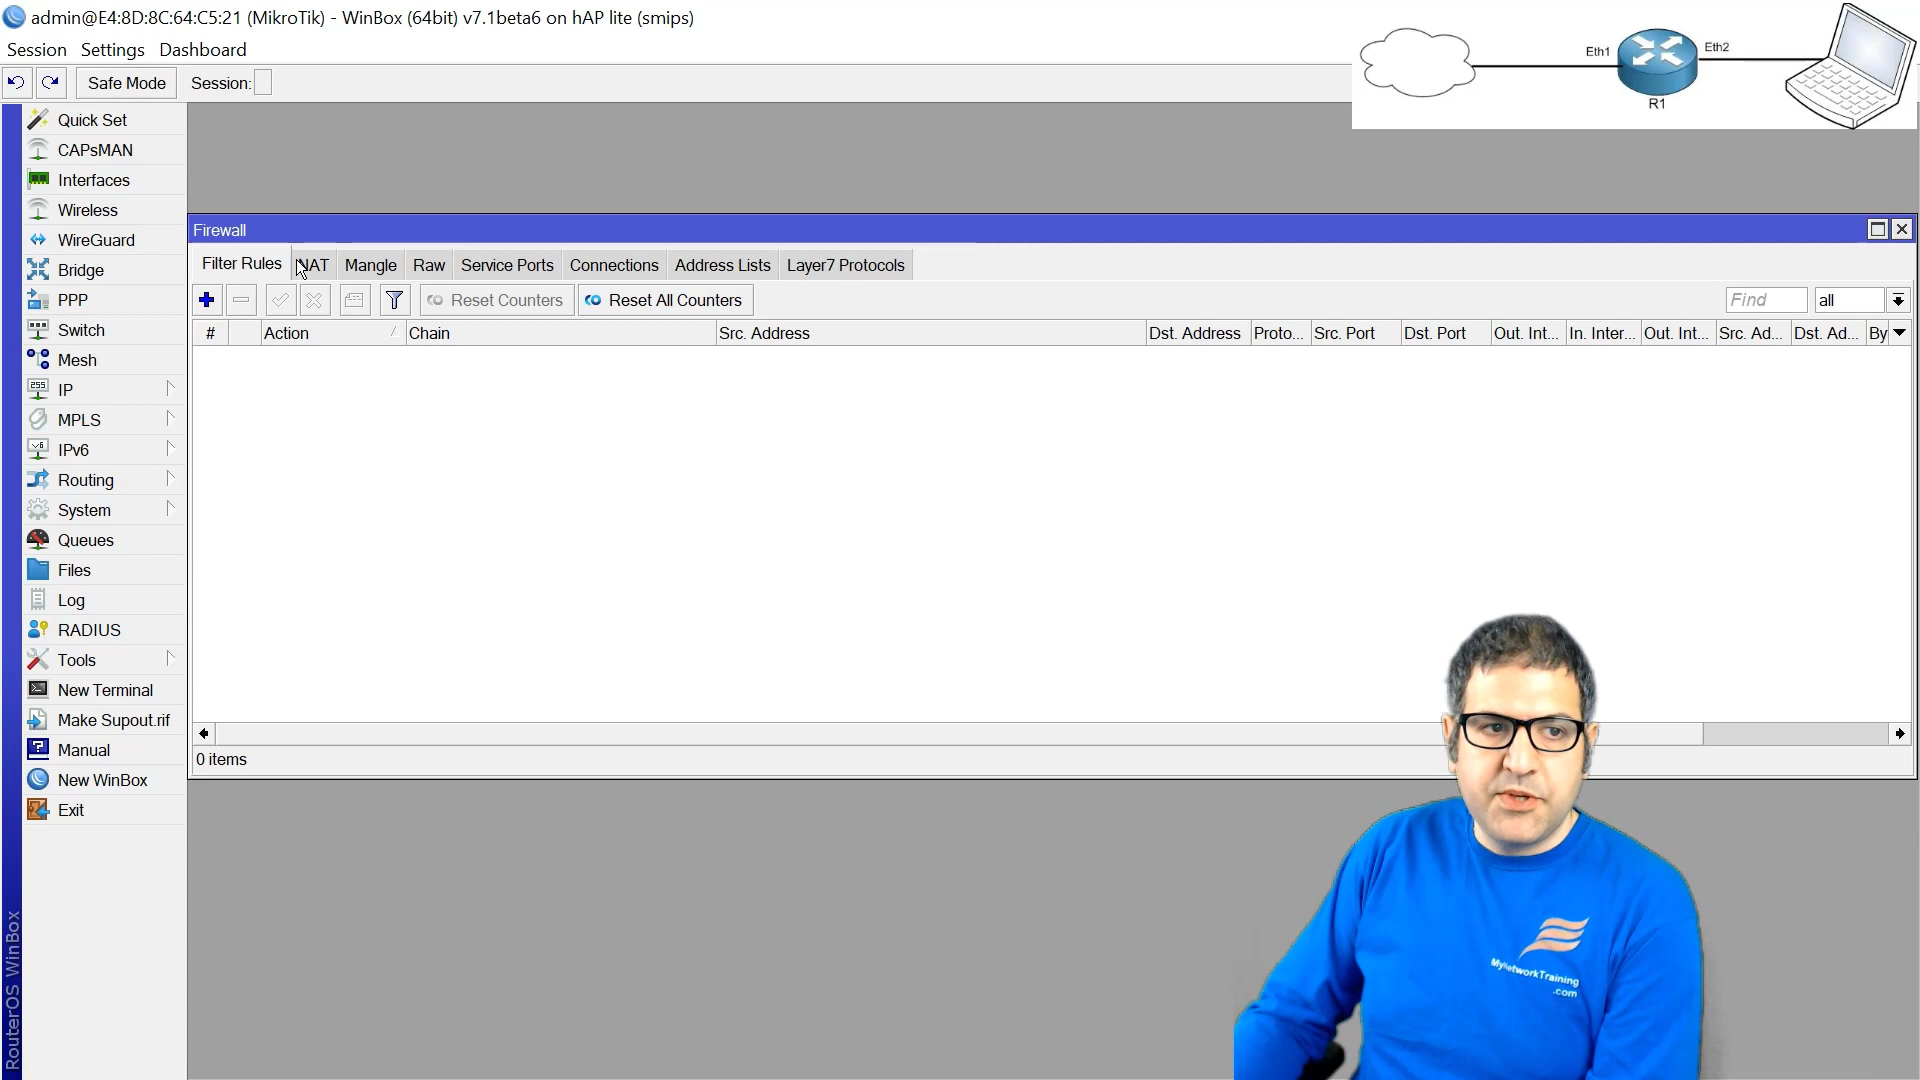 admin@E4:8D:8C:64:C5:21 (MikroTik) - WinBox (64bit) v7.1beta6 on hAP lite (smips)
Session Settings Dashboard
Safe Mode Session:
Eth1 Eth2
R1
Quick Set
CAPsMAN
Interfaces
Wireless
WireGuard
Bridge
PPP
Switch
Mesh
IP
MPLS
IPv6
Routing
System
Queues
Files
Log
RADIUS
Tools
New Terminal
Make Supout.rif
Manual
New WinBox
Exit
RouterOS WinBox
Firewall
Filter Rules NAT Mangle Raw Service Ports Connections Address Lists Layer7 Protocols
Reset Counters Reset All Counters Find all
# Action Chain Src. Address Dst. Address Proto... Src. Port Dst. Port Out. Int... In. Inter... Out. Int... Src. Ad... Dst. Ad... By
0 items
MyNetworkTraining
.com